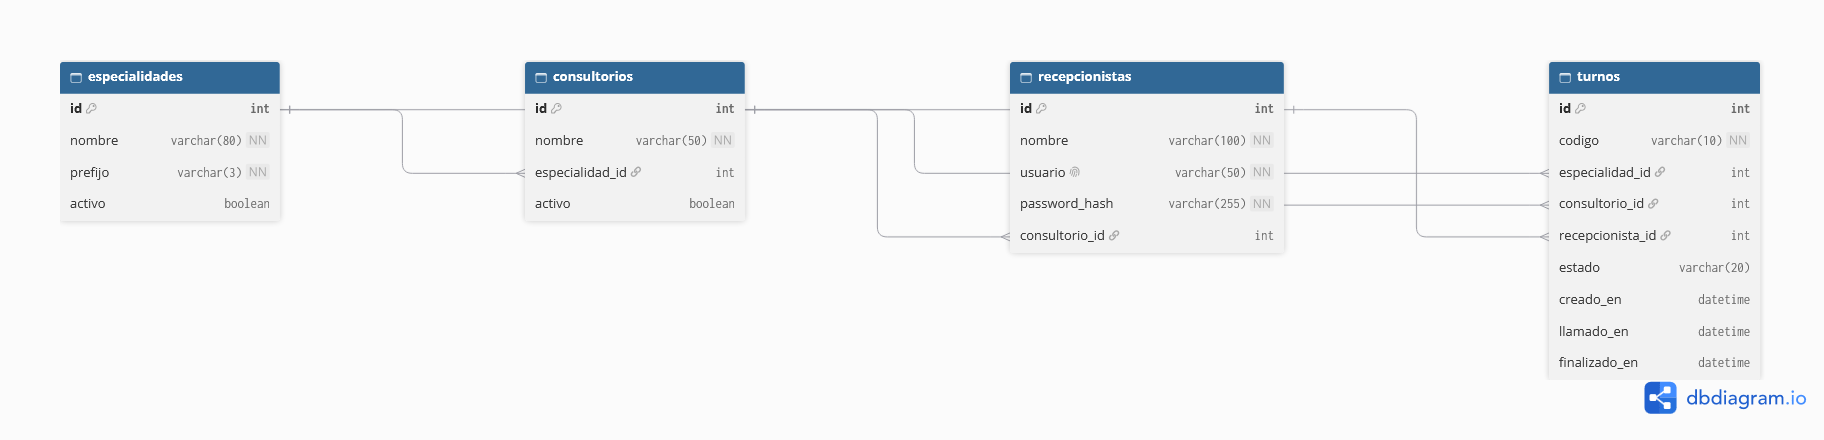 especialidades
id int
nombre varchar(80) NN
prefijo varchar(3) NN
activo boolean
consultorios
id int
nombre varchar(50) NN
especialidad_id int
activo boolean
recepcionistas
id int
nombre varchar(100) NN
usuario varchar(50) NN
password_hash varchar(255) NN
consultorio_id int
turnos
id int
codigo varchar(10) NN
especialidad_id int
consultorio_id int
recepcionista_id int
estado varchar(20)
creado_en datetime
llamado_en datetime
finalizado_en datetime
dbdiagram.io